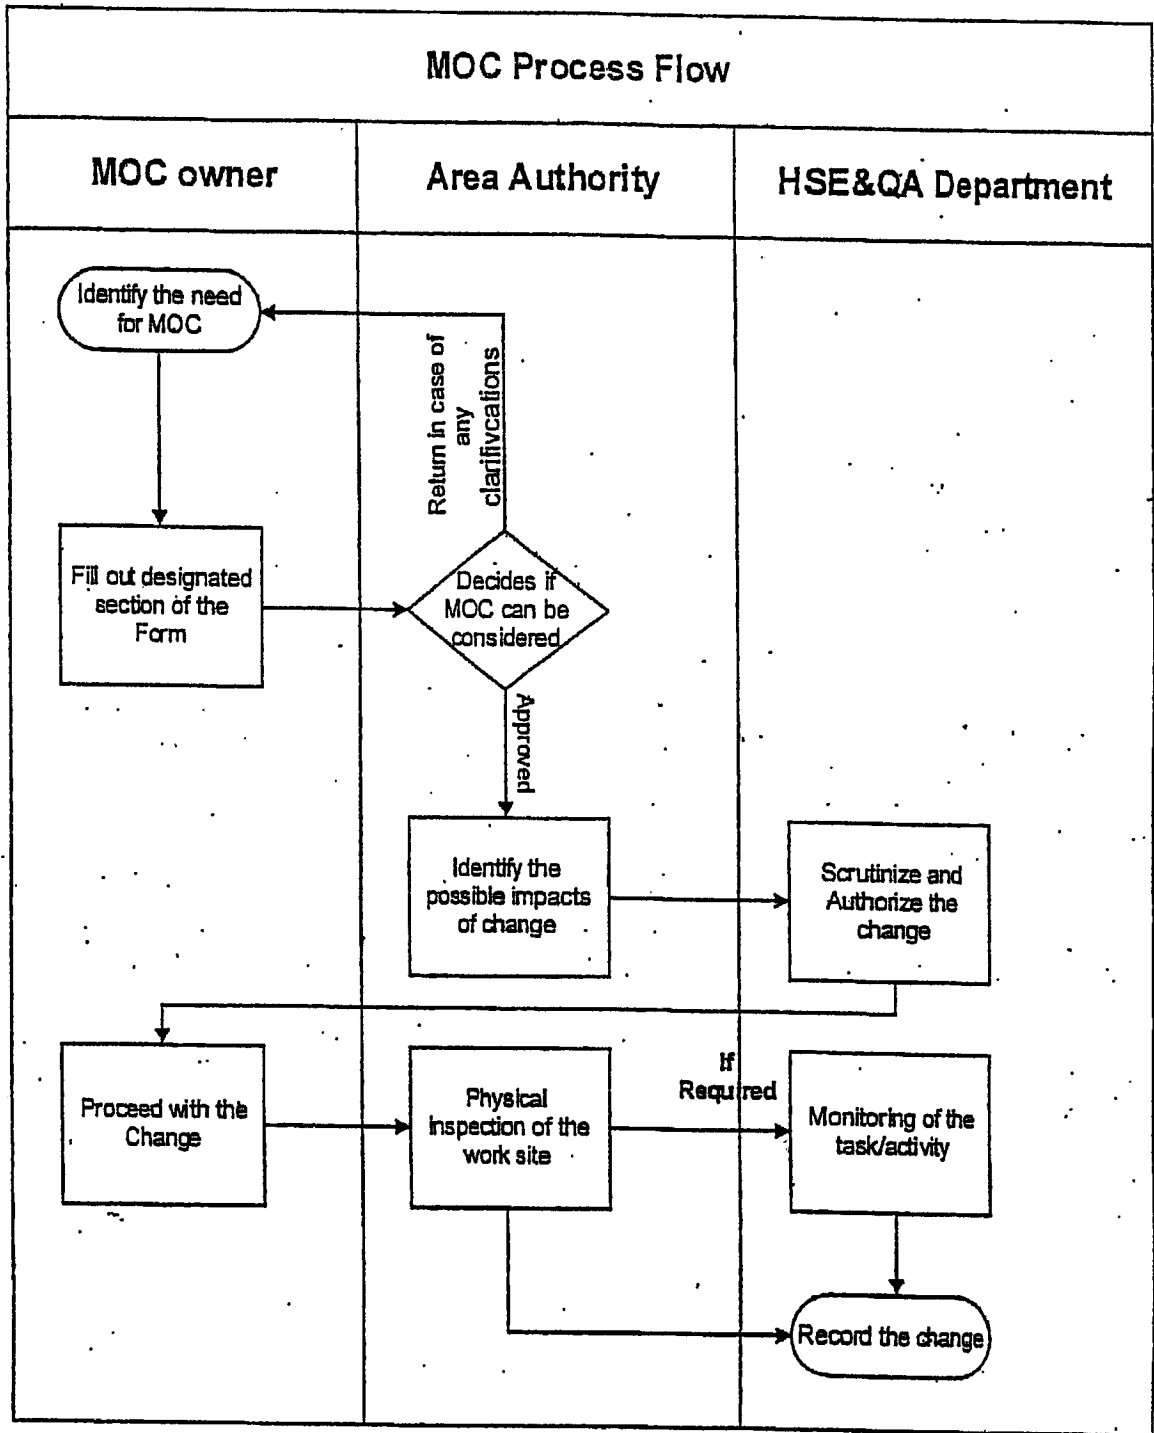 MOC Process Flow
MOC owner
Area Authority
HSE&QA Department
Identify the need
for MOC
Return in case of
any
clarifivcations
Fill out designated
section of the
Form
Decides if
MOC can be
considered
Approved
Identify the
possible impacts
of change
Scrutinize and
Authorize the
change
Proceed with the
Change
Physical
inspection of the
work site
If
Required
Monitoring of the
task/activity
Record the change